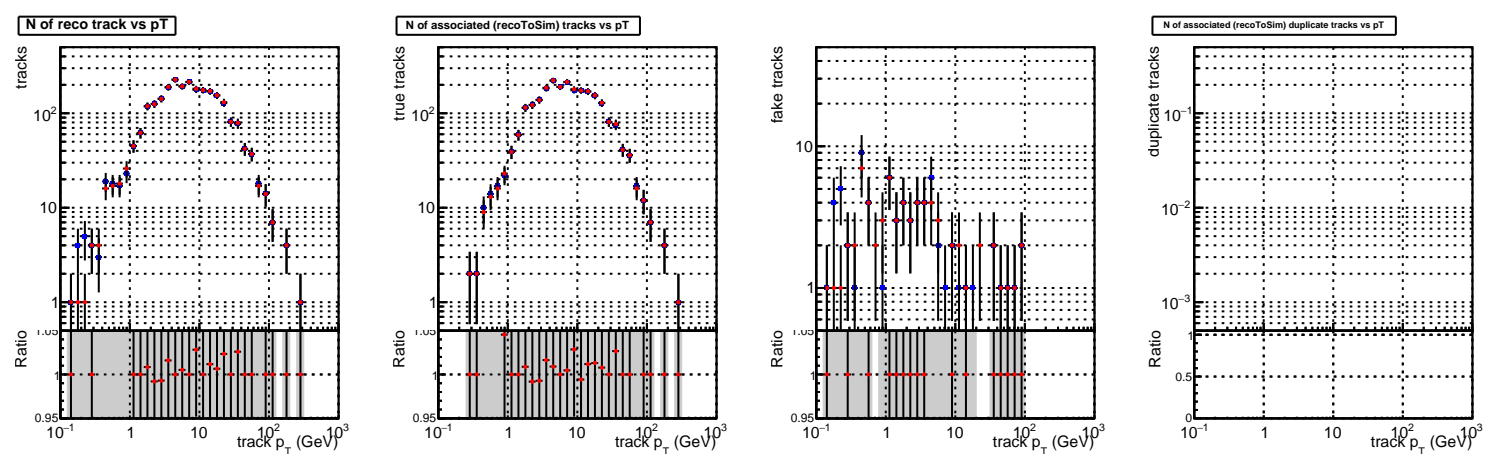 N of reco track vs pT
tracks
10²
10
1
1.05
Ratio
1
0.95
10⁻¹ 1 10 10² 10³
track p_T (GeV)
N of associated (recoToSim) tracks vs pT
true tracks
10²
10
1
1.05
Ratio
1
0.95
10⁻¹ 1 10 10² 10³
track p_T (GeV)
fake tracks
10
1
1.05
Ratio
1
0.95
10⁻¹ 1 10 10² 10³
track p_T (GeV)
N of associated (recoToSim) duplicate tracks vs pT
duplicate tracks
10⁻¹
10⁻²
10⁻³
Ratio
1
0.5
0
10⁻¹ 1 10 10² 10³
track p_T (GeV)